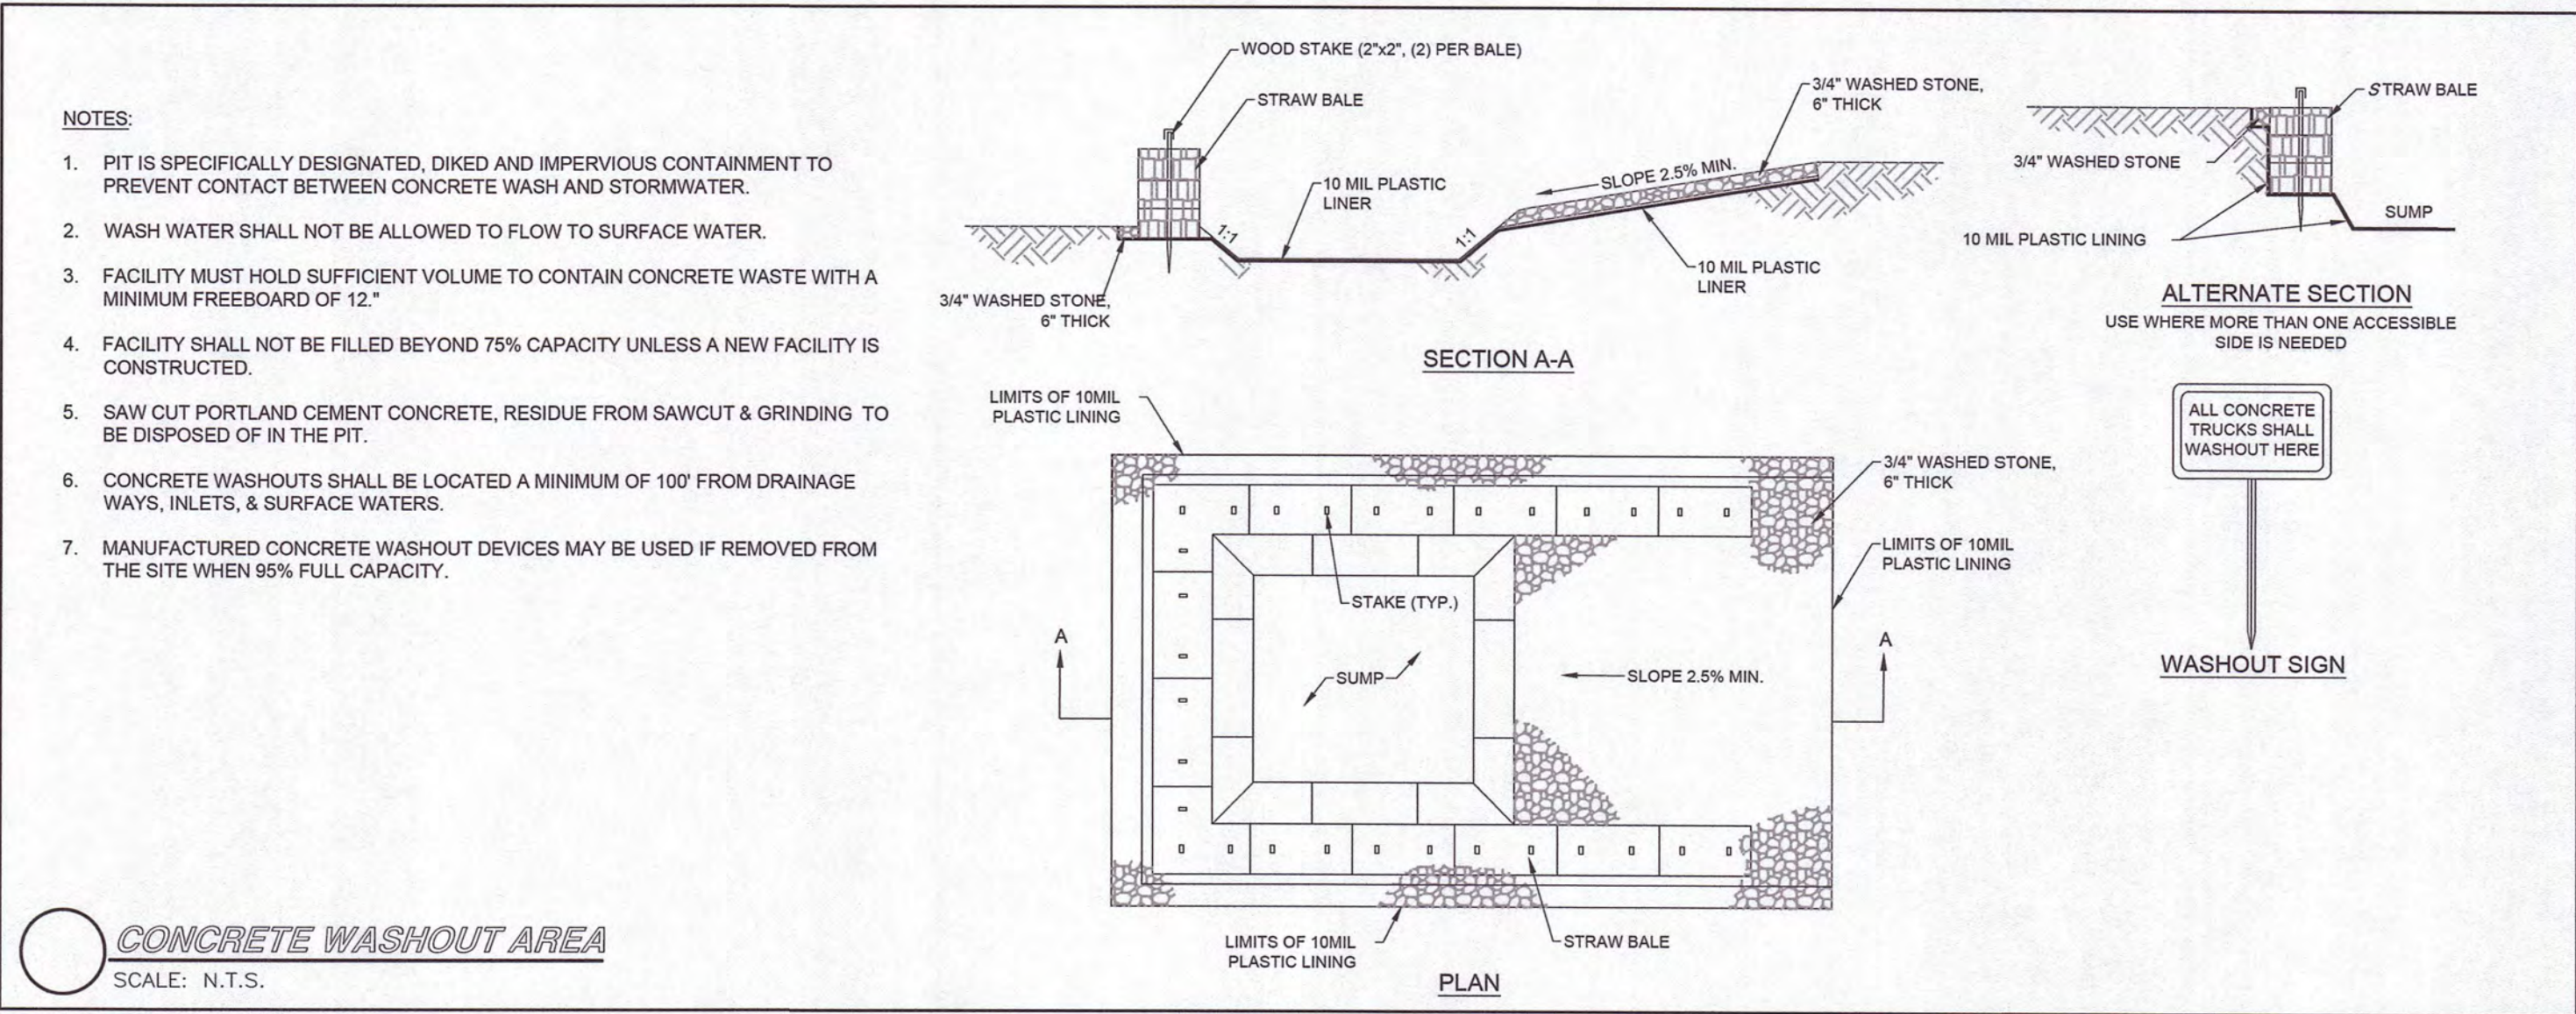 NOTES:
1. PIT IS SPECIFICALLY DESIGNATED, DIKED AND IMPERVIOUS CONTAINMENT TO
PREVENT CONTACT BETWEEN CONCRETE WASH AND STORMWATER.
2. WASH WATER SHALL NOT BE ALLOWED TO FLOW TO SURFACE WATER.
3. FACILITY MUST HOLD SUFFICIENT VOLUME TO CONTAIN CONCRETE WASTE WITH A
MINIMUM FREEBOARD OF 12."
4. FACILITY SHALL NOT BE FILLED BEYOND 75% CAPACITY UNLESS A NEW FACILITY IS
CONSTRUCTED.
5. SAW CUT PORTLAND CEMENT CONCRETE, RESIDUE FROM SAWCUT & GRINDING TO
BE DISPOSED OF IN THE PIT.
6. CONCRETE WASHOUTS SHALL BE LOCATED A MINIMUM OF 100' FROM DRAINAGE
WAYS, INLETS, & SURFACE WATERS.
7. MANUFACTURED CONCRETE WASHOUT DEVICES MAY BE USED IF REMOVED FROM
THE SITE WHEN 95% FULL CAPACITY.
CONCRETE WASHOUT AREA
SCALE: N.T.S.
WOOD STAKE (2"x2", (2) PER BALE)
STRAW BALE
3/4" WASHED STONE,
6" THICK
SLOPE 2.5% MIN.
10 MIL PLASTIC
LINER
1:1
1:1
10 MIL PLASTIC
LINER
3/4" WASHED STONE,
6" THICK
SECTION A-A
STRAW BALE
3/4" WASHED STONE
SUMP
10 MIL PLASTIC LINING
ALTERNATE SECTION
USE WHERE MORE THAN ONE ACCESSIBLE
SIDE IS NEEDED
ALL CONCRETE
TRUCKS SHALL
WASHOUT HERE
WASHOUT SIGN
LIMITS OF 10MIL
PLASTIC LINING
3/4" WASHED STONE,
6" THICK
LIMITS OF 10MIL
PLASTIC LINING
STAKE (TYP.)
A
A
SUMP
SLOPE 2.5% MIN.
LIMITS OF 10MIL
PLASTIC LINING
STRAW BALE
PLAN